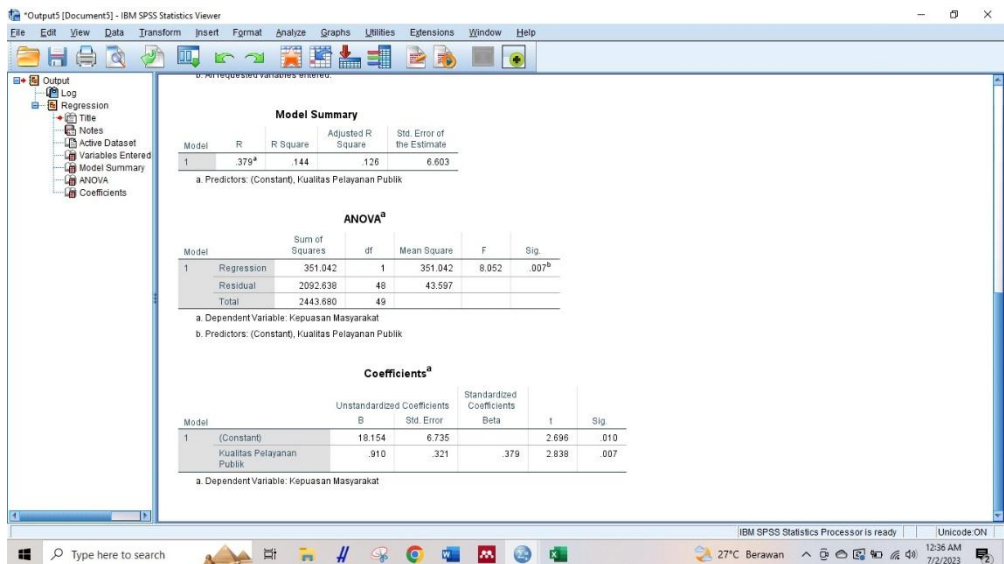 *Output5 [Document5] - IBM SPSS Statistics Viewer
File Edit View Data Transform Insert Format Analyze Graphs Utilities Extensions Window Help
Output
Log
Regression
Title
Notes
Active Dataset
Variables Entered
Model Summary
ANOVA
Coefficients
b. All requested variables entered.
Model Summary
Model R R Square Adjusted R Square Std. Error of the Estimate
1 .379a .144 .126 6.603
a. Predictors: (Constant), Kualitas Pelayanan Publik
ANOVAa
Model Sum of Squares df Mean Square F Sig.
1 Regression 351.042 1 351.042 8.052 .007b
Residual 2092.638 48 43.597
Total 2443.680 49
a. Dependent Variable: Kepuasan Masyarakat
b. Predictors: (Constant), Kualitas Pelayanan Publik
Coefficientsa
Unstandardized Coefficients Standardized Coefficients
Model B Std. Error Beta t Sig.
1 (Constant) 18.154 6.735 2.696 .010
Kualitas Pelayanan Publik .910 .321 .379 2.838 .007
a. Dependent Variable: Kepuasan Masyarakat
IBM SPSS Statistics Processor is ready Unicode:ON
Type here to search
27°C Berawan
12:36 AM
7/2/2023